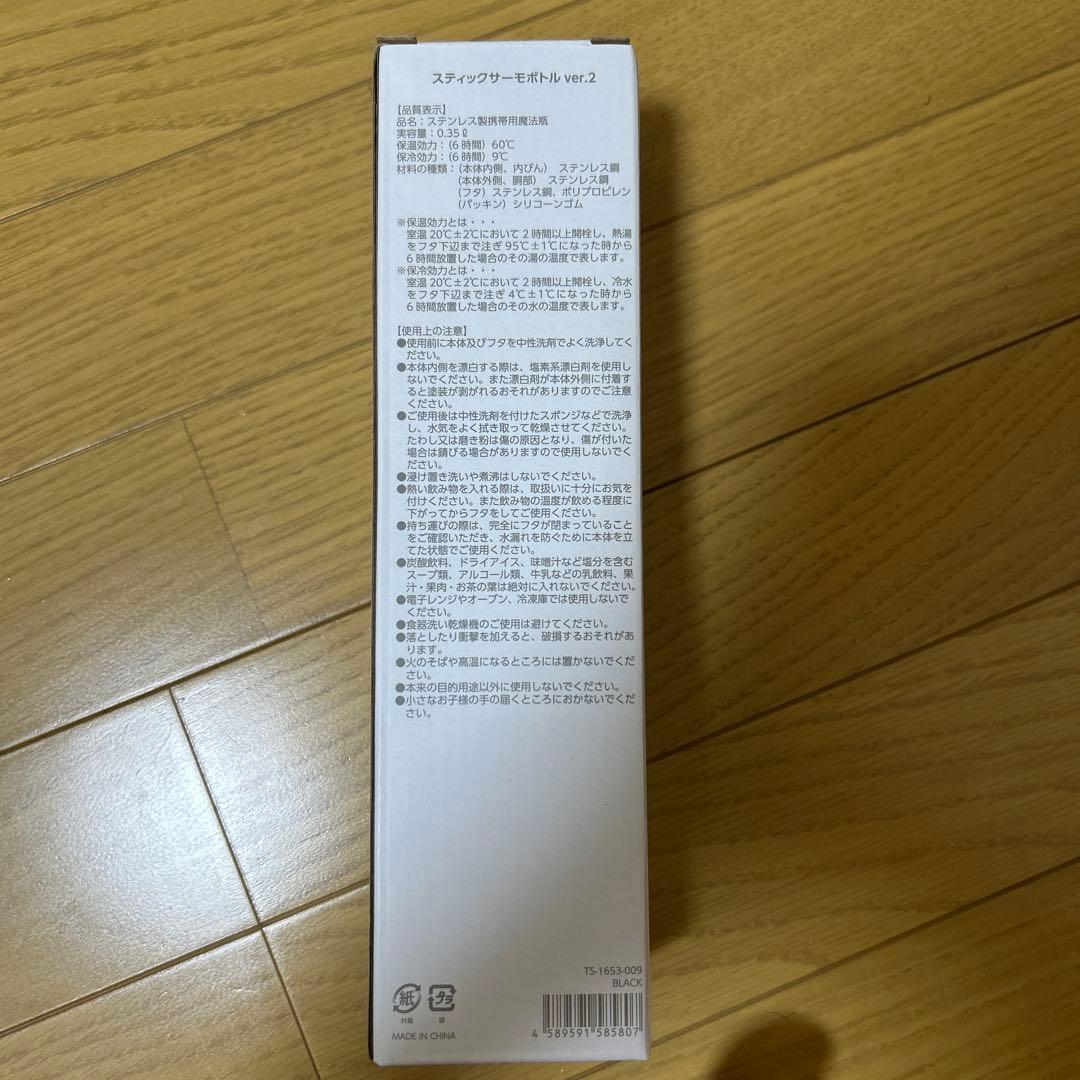 スティックサーモボトル ver.2
【品質表示】
品名：ステンレス製携帯用魔法瓶
実容量：0.35ℓ
保温効力：（6 時間）60℃
保冷効力：（6 時間）9℃
材料の種類：（本体内側、内びん） ステンレス鋼
（本体外側、胴部） ステンレス鋼
（フタ）ステンレス鋼、ポリプロピレン
（パッキン）シリコーンゴム
※保温効力とは・・・
室温 20℃±2℃において 2 時間以上開栓し、熱湯
をフタ下辺まで注ぎ 95℃±1℃になった時から
6 時間放置した場合のその湯の温度で表します。
※保冷効力とは・・・
室温 20℃±2℃において 2 時間以上開栓し、冷水
をフタ下辺まで注ぎ 4℃±1℃になった時から
6 時間放置した場合のその水の温度で表します。
【使用上の注意】
●使用前に本体及びフタを中性洗剤でよく洗浄してく
ださい。
●本体内側を漂白する際は、塩素系漂白剤を使用し
ないでください。また漂白剤が本体外側に付着す
ると塗装が剥がれるおそれがありますのでご注意
ください。
●ご使用後は中性洗剤を付けたスポンジなどで洗浄
し、水気をよく拭き取って乾燥させてください。
たわし又は磨き粉は傷の原因となり、傷が付いた
場合は錆びる場合がありますので使用しないでく
ださい。
●浸け置き洗いや煮沸はしないでください。
●熱い飲み物を入れる際は、取扱いに十分にお気を
付けください。また飲み物の温度が飲める程度に
下がってからフタをしてご使用ください。
●持ち運びの際は、完全にフタが閉まっていること
をご確認いただき、水漏れを防ぐために本体を立
てた状態でご使用ください。
●炭酸飲料、ドライアイス、味噌汁など塩分を含む
スープ類、アルコール類、牛乳などの乳飲料、果
汁・果肉・お茶の葉は絶対に入れないでください。
●電子レンジやオーブン、冷凍庫では使用しないで
ください。
●食器洗い乾燥機のご使用は避けてください。
●落としたり衝撃を加えると、破損するおそれがあ
ります。
●火のそばや高温になるところには置かないでくだ
さい。
●本来の目的用途以外に使用しないでください。
●小さなお子様の手の届くところにおかないでくだ
さい。
TS-1653-009
BLACK
紙 プラ
外箱 袋
MADE IN CHINA
4 589591 585807